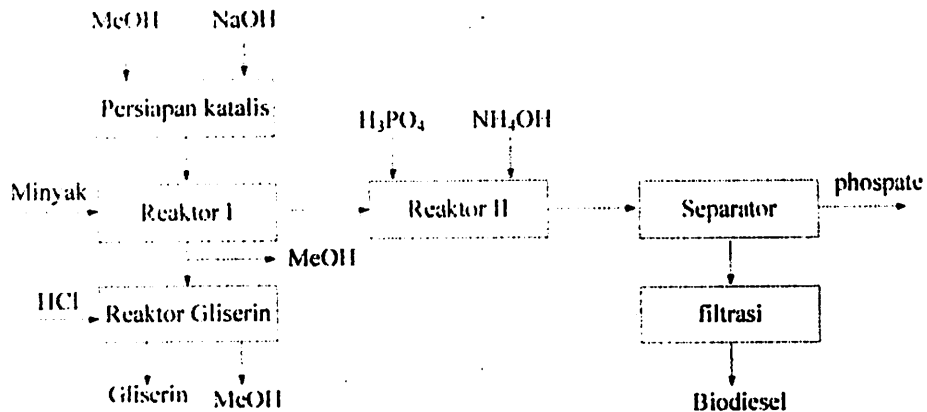 MeOH NaOH
Persiapan katalis
H₃PO₄ NH₄OH
Minyak
Reaktor I
Reaktor II
Separator
phospate
MeOH
HCl
Reaktor Gliserin
filtrasi
Gliserin MeOH
Biodiesel